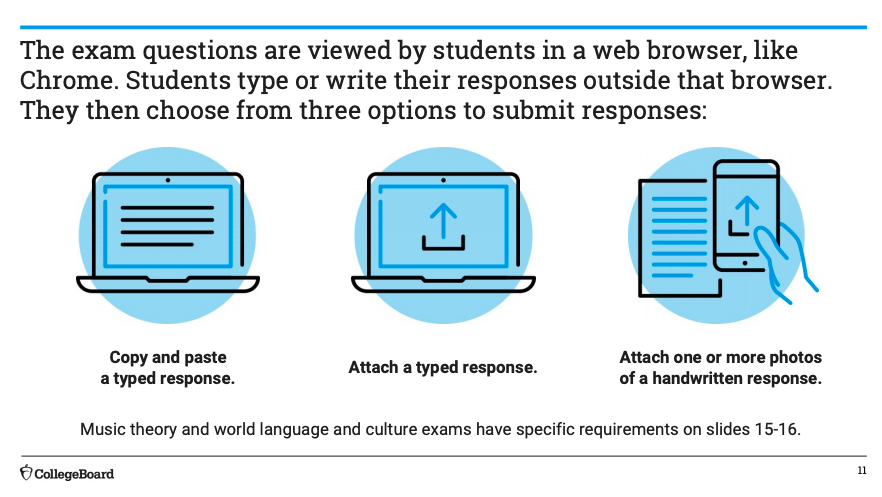 The exam questions are viewed by students in a web browser, like
Chrome. Students type or write their responses outside that browser.
They then choose from three options to submit responses:
Copy and paste
a typed response.
Attach a typed response.
Attach one or more photos
of a handwritten response.
Music theory and world language and culture exams have specific requirements on slides 15-16.
CollegeBoard
11